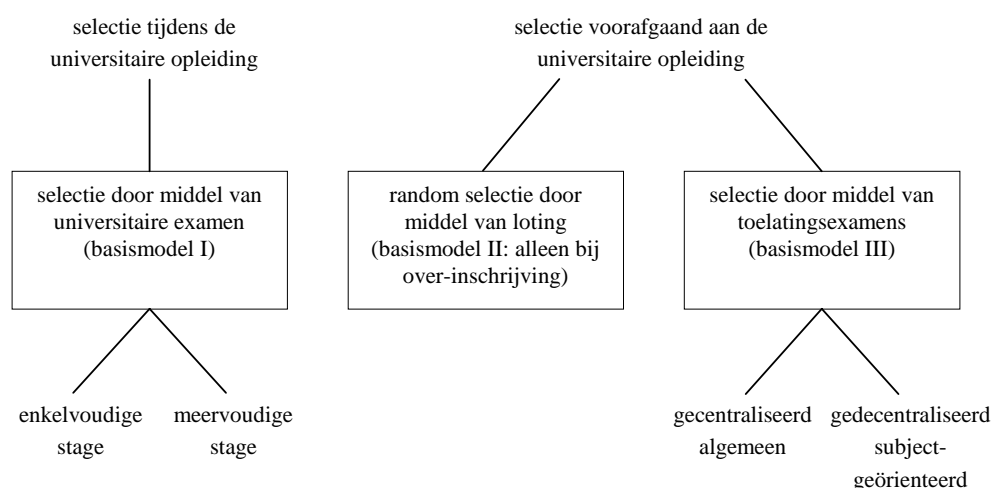 selectie tijdens de
universitaire opleiding
selectie voorafgaand aan de
universitaire opleiding
selectie door middel van
universitaire examen
(basismodel I)
random selectie door
middel van loting
(basismodel II: alleen bij
over-inschrijving)
selectie door middel van
toelatingsexamens
(basismodel III)
enkelvoudige
stage
meervoudige
stage
gecentraliseerd
algemeen
gedecentraliseerd
subject-
geörienteerd